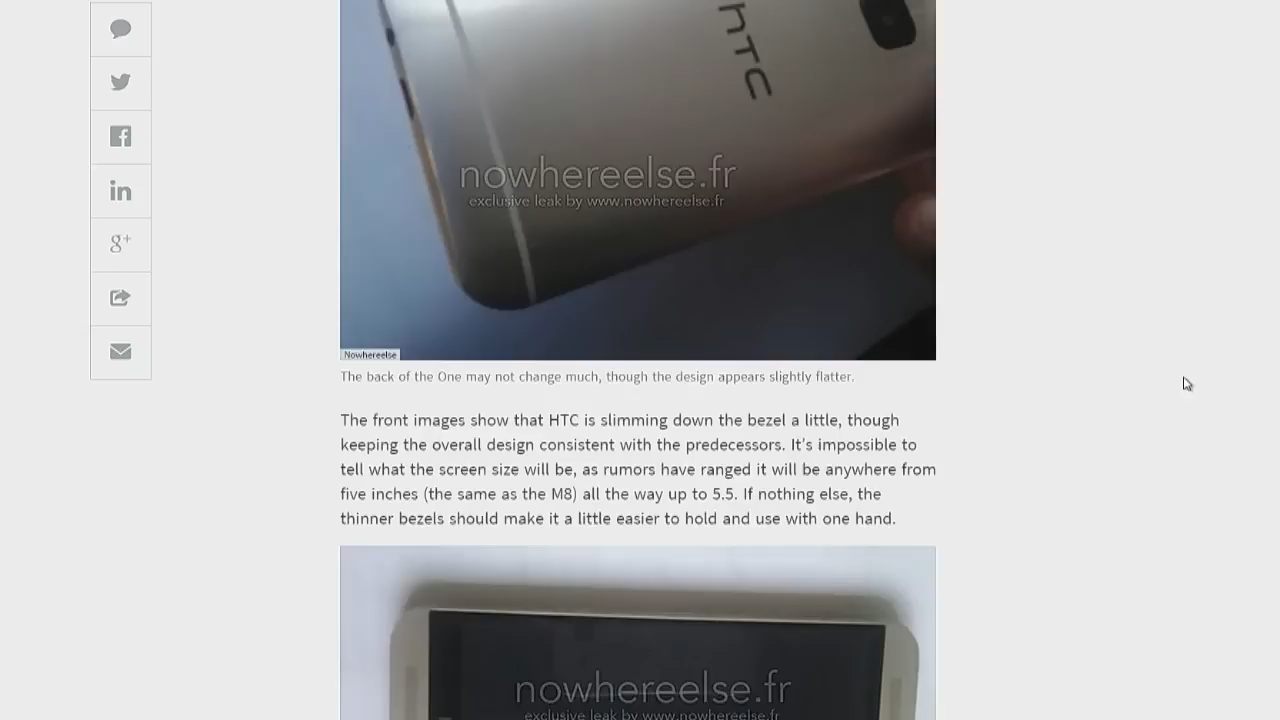 hTC
nowhereelse.fr
exclusive leak by www.nowhereelse.fr
Nowhereelse
The back of the One may not change much, though the design appears slightly flatter.
The front images show that HTC is slimming down the bezel a little, though
keeping the overall design consistent with the predecessors. It's impossible to
tell what the screen size will be, as rumors have ranged it will be anywhere from
five inches (the same as the M8) all the way up to 5.5. If nothing else, the
thinner bezels should make it a little easier to hold and use with one hand.
nowhereelse.fr
exclusive leak by www.nowhereelse.fr
in
g+